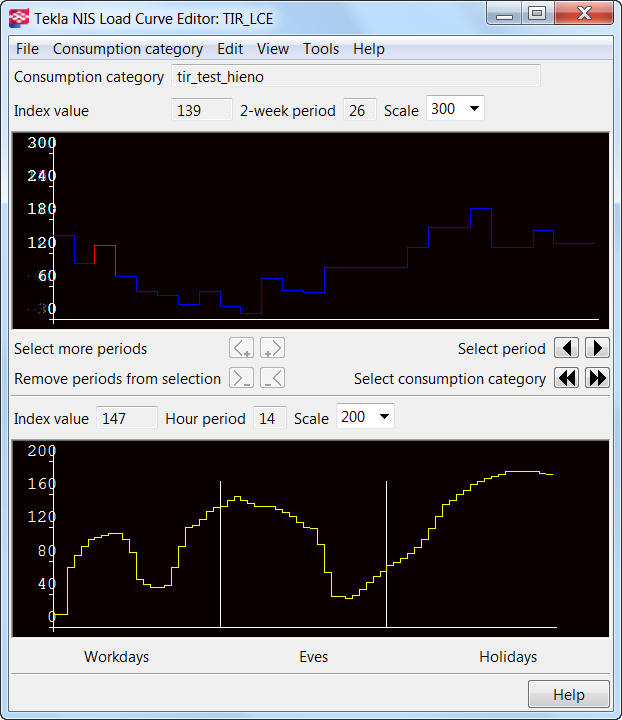 Tekla NIS Load Curve Editor: TIR_LCE
File Consumption category Edit View Tools Help
Consumption category tir_test_hieno
Index value 139 2-week period 26 Scale 300
300
240
180
120
60
Select more periods Select period
Remove periods from selection Select consumption category
Index value 147 Hour period 14 Scale 200
200
160
120
80
40
0
Workdays Eves Holidays
Help